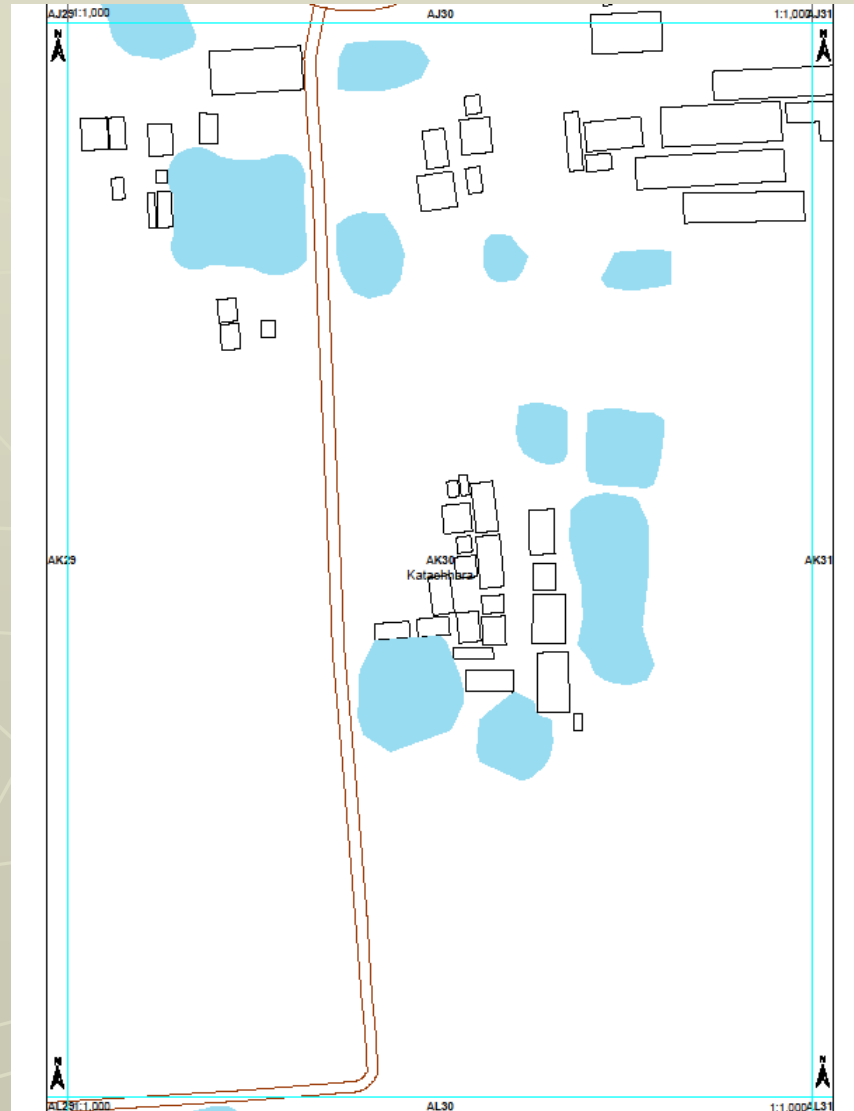 AJ29 1:1,000 AJ30 1:1,000 AJ31
N N
AK29 AK30 AK31
Katachhara
N N
AL29 1:1,000 AL30 1:1,000 AL31